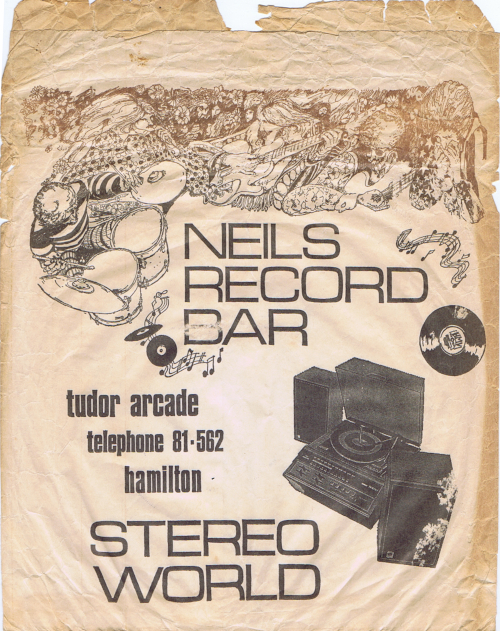 NEILS
RECORD
BAR
tudor arcade
telephone 81·562
hamilton
STEREO
WORLD